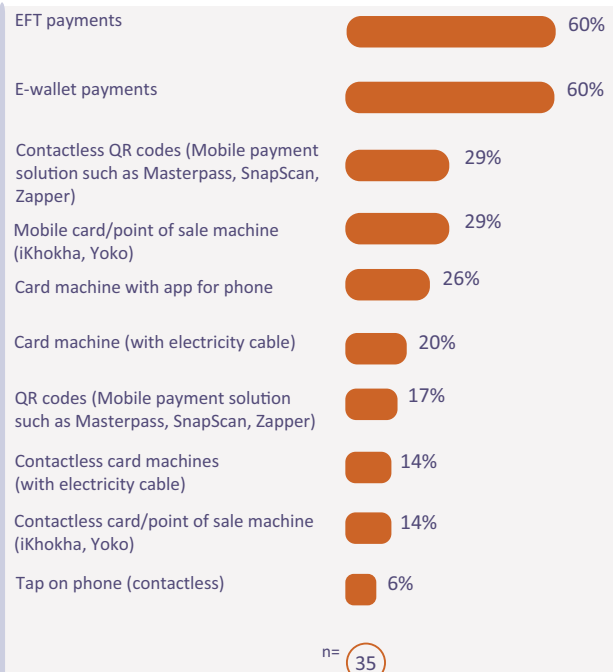 EFT payments 60%
E-wallet payments 60%
Contactless QR codes (Mobile payment
solution such as Masterpass, SnapScan, 29%
Zapper)
Mobile card/point of sale machine 29%
(iKhokha, Yoko)
Card machine with app for phone 26%
Card machine (with electricity cable) 20%
QR codes (Mobile payment solution 17%
such as Masterpass, SnapScan, Zapper)
Contactless card machines 14%
(with electricity cable)
Contactless card/point of sale machine 14%
(iKhokha, Yoko)
Tap on phone (contactless) 6%
n= 35